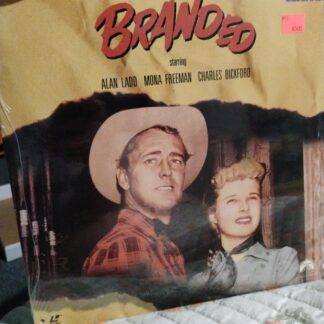 BRANDED
starring
ALAN LADD MONA FREEMAN CHARLES BICKFORD